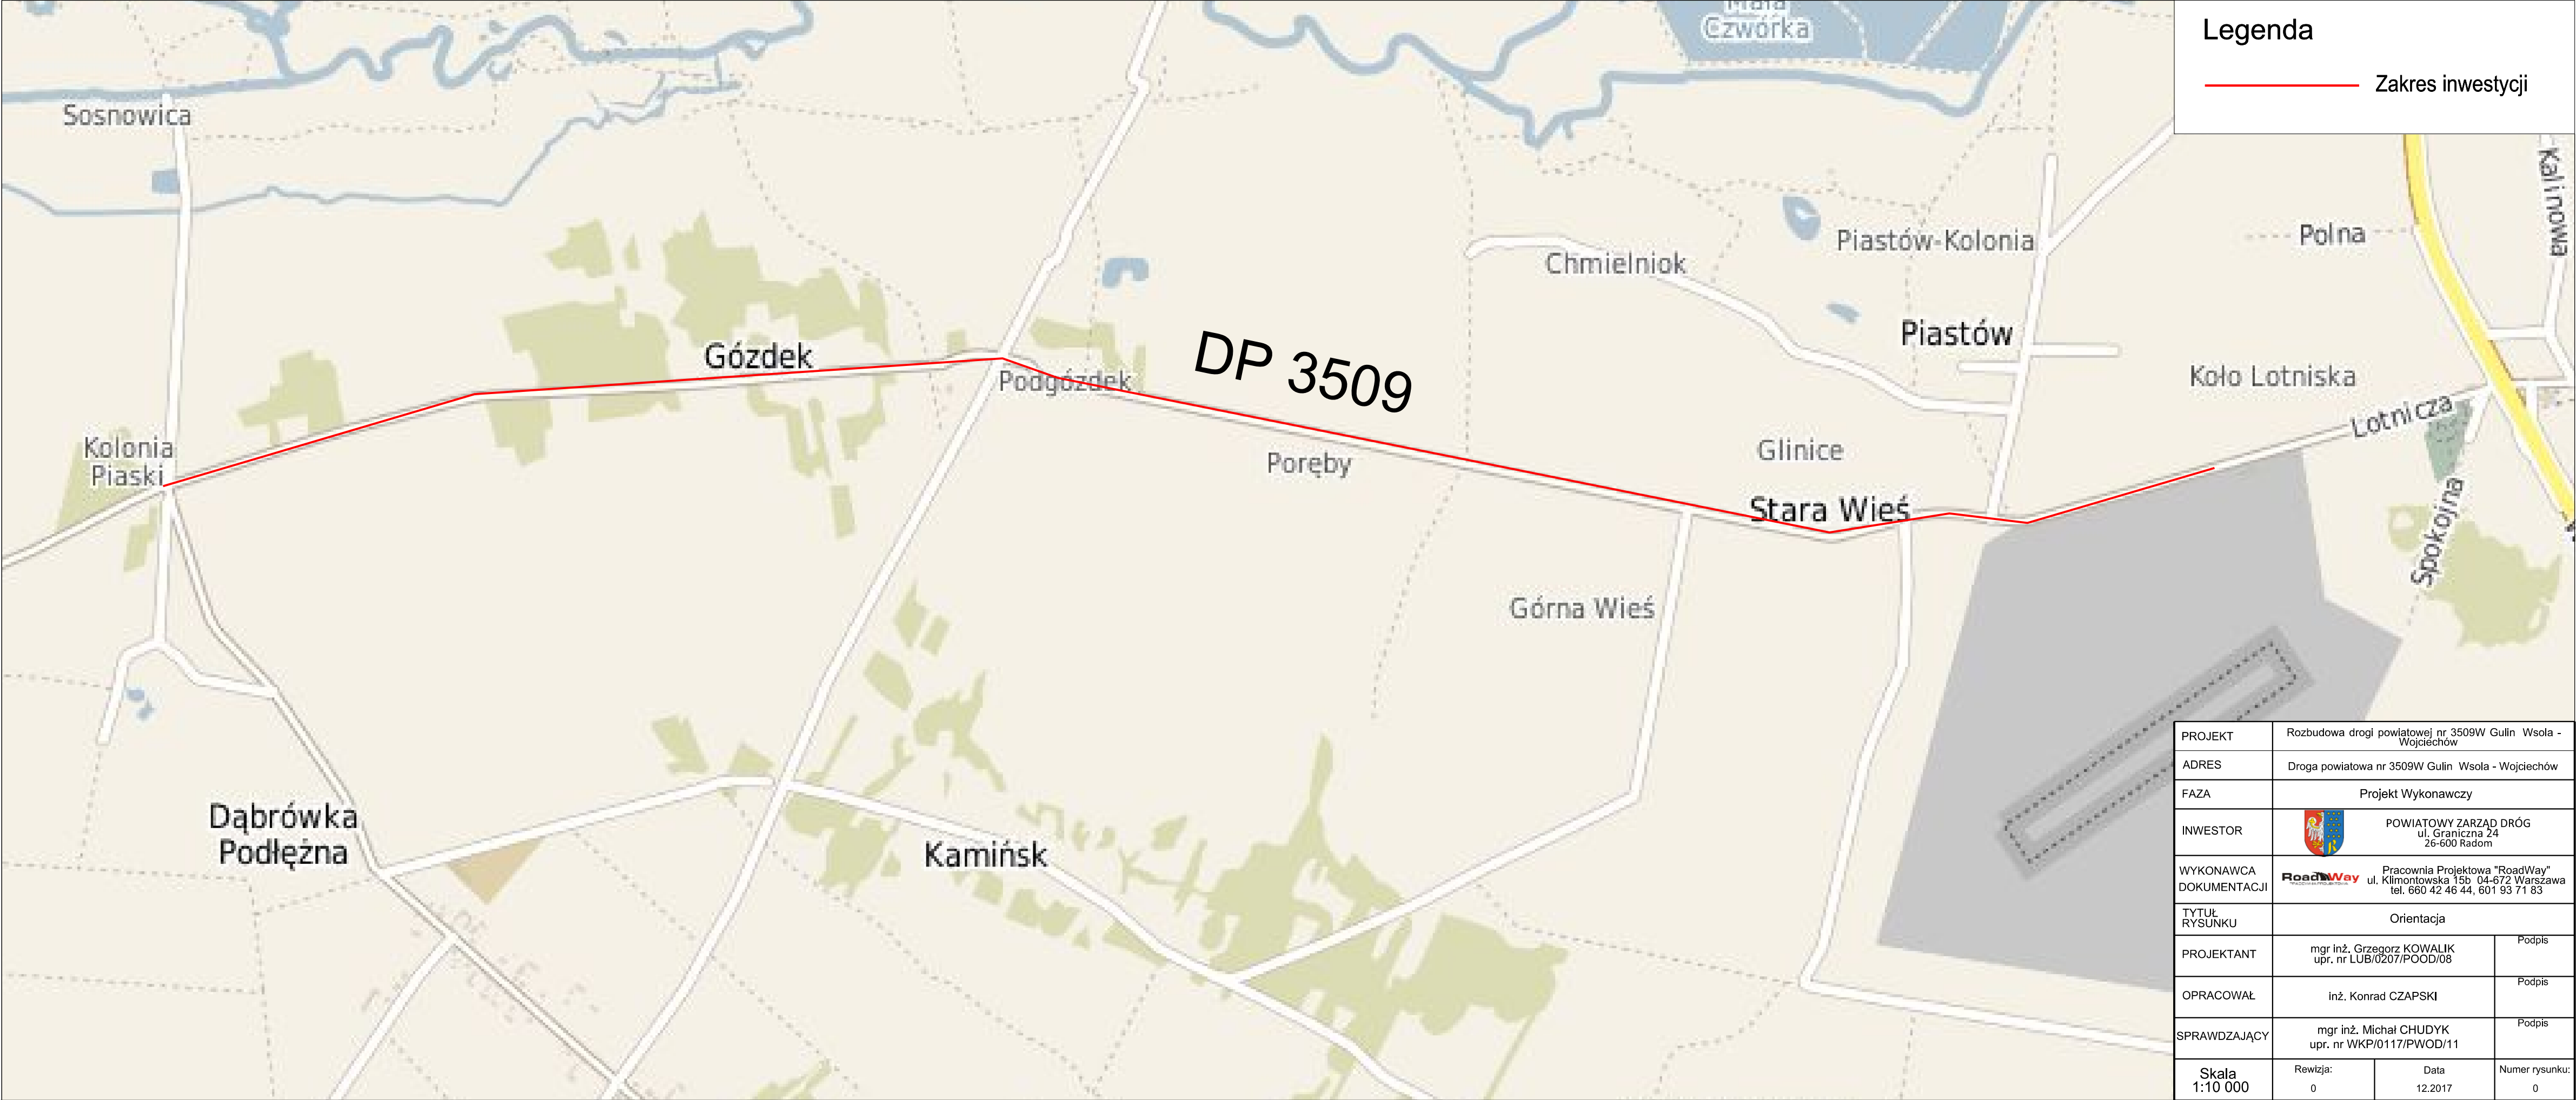 Mała
Czwórka
Legenda
Zakres inwestycji
Sosnowica
Kalinowa
Polna
Piastów-Kolonia
Chmielniok
Piastów
Gózdek
DP 3509
Podgózdek
Koło Lotniska
Lotnicza
Kolonia
Piaski
Poręby
Glinice
Stara Wieś
Spokojna
Górna Wieś
Dąbrówka
Podłężna
Kamińsk
PROJEKT
Rozbudowa drogi powiatowej nr 3509W Gulin Wsola -
Wojciechów
ADRES
Droga powiatowa nr 3509W Gulin Wsola - Wojciechów
FAZA
Projekt Wykonawczy
INWESTOR
POWIATOWY ZARZĄD DRÓG
ul. Graniczna 24
26-600 Radom
WYKONAWCA
DOKUMENTACJI
RoadWay
PRACOWNIA PROJEKTOWA
Pracownia Projektowa "RoadWay"
ul. Klimontowska 15b 04-672 Warszawa
tel. 660 42 46 44, 601 93 71 83
TYTUŁ
RYSUNKU
Orientacja
PROJEKTANT
mgr inż. Grzegorz KOWALIK
upr. nr LUB/0207/POOD/08
Podpis
OPRACOWAŁ
inż. Konrad CZAPSKI
Podpis
SPRAWDZAJĄCY
mgr inż. Michał CHUDYK
upr. nr WKP/0117/PWOD/11
Podpis
Skala
1:10 000
Rewizja:
0
Data
12.2017
Numer rysunku:
0